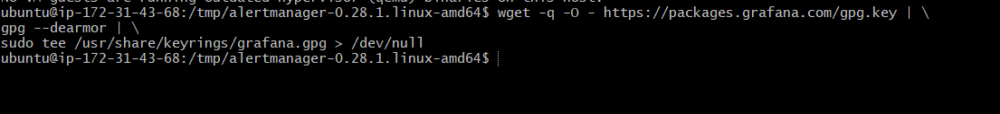 No VM guests are running outdated hypervisor (qemu) binaries on this host.
ubuntu@ip-172-31-43-68:/tmp/alertmanager-0.28.1.linux-amd64$ wget -q -O - https://packages.grafana.com/gpg.key | \
gpg --dearmor | \
sudo tee /usr/share/keyrings/grafana.gpg > /dev/null
ubuntu@ip-172-31-43-68:/tmp/alertmanager-0.28.1.linux-amd64$